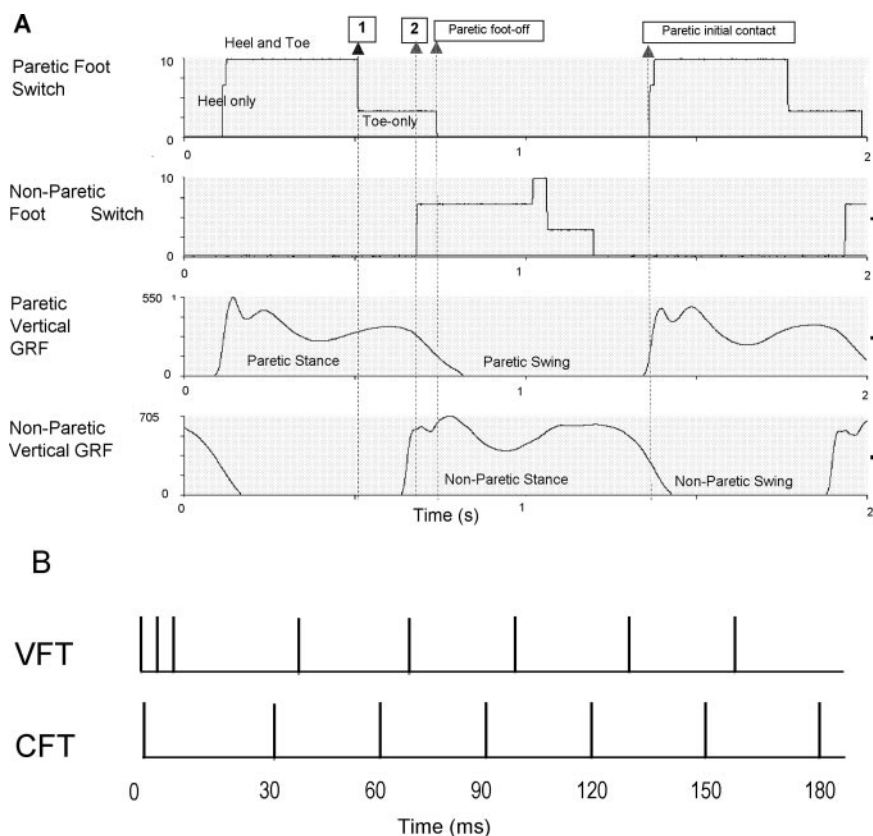 A
1
2
Paretic foot-off
Paretic initial contact
Heel and Toe
Paretic Foot
Switch
10
Heel only
Toe-only
0
0
1
2
Non-Paretic
Foot Switch
10
0
0
1
2
Paretic
Vertical
GRF
550
1
Paretic Stance
Paretic Swing
0
0
1
2
Non-Paretic
Vertical GRF
705
Non-Paretic Stance
Non-Paretic Swing
0
0
1
2
Time (s)
B
VFT
CFT
0 30 60 90 120 150 180
Time (ms)